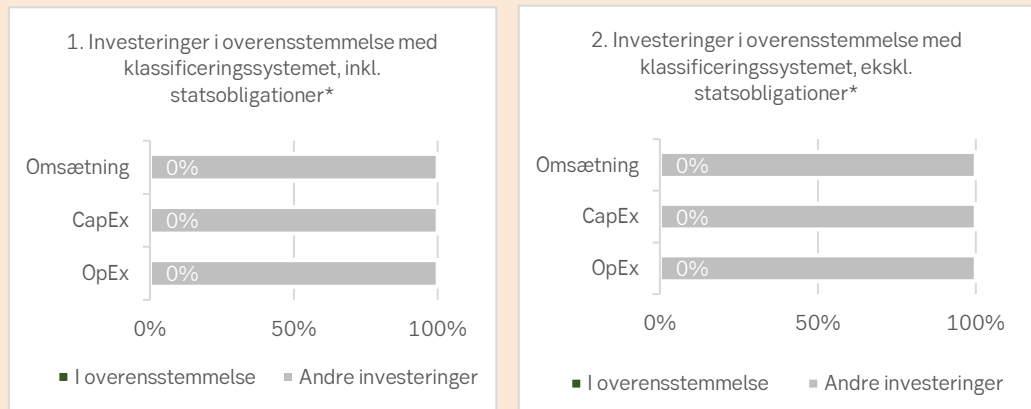 1. Investeringer i overensstemmelse med
klassificeringssystemet, inkl.
statsobligationer*
Omsætning
0%
CapEx
0%
OpEx
0%
0%
50%
100%
I overensstemmelse
Andre investeringer
2. Investeringer i overensstemmelse med
klassificeringssystemet, ekskl.
statsobligationer*
Omsætning
0%
CapEx
0%
OpEx
0%
0%
50%
100%
I overensstemmelse
Andre investeringer